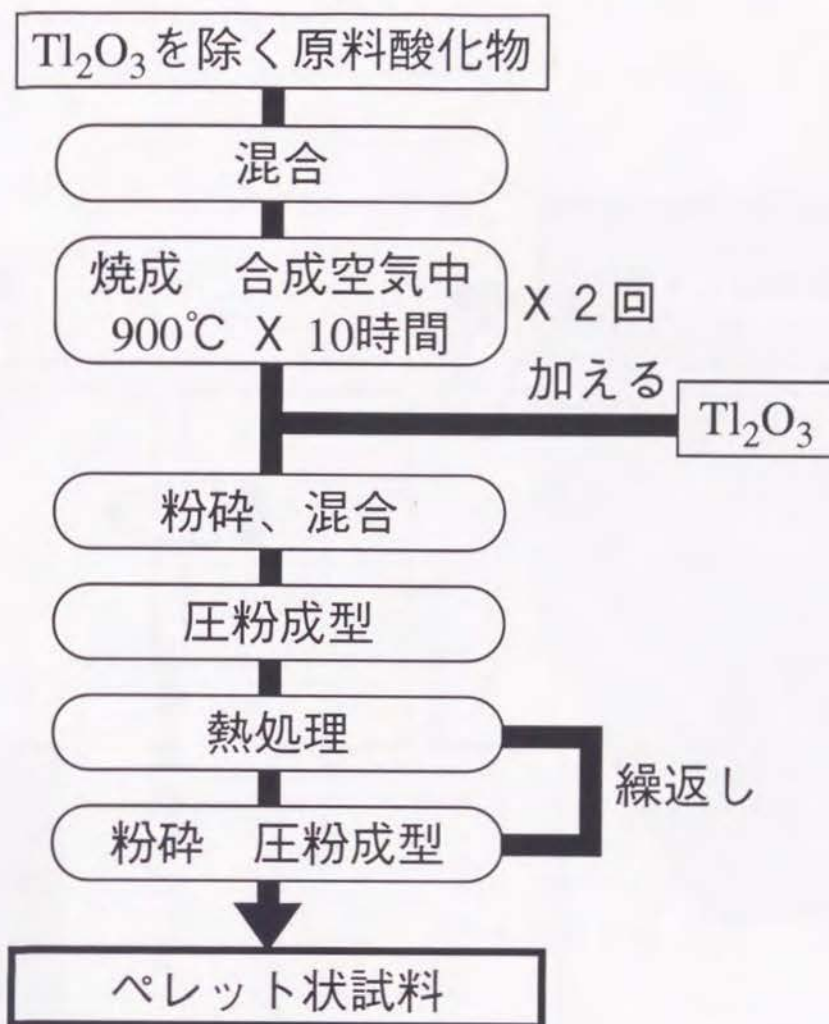 Tl₂O₃を除く原料酸化物
混合
焼成　合成空気中
900℃ X 10時間
X 2回
加える
Tl₂O₃
粉砕、混合
圧粉成型
熱処理
繰返し
粉砕　圧粉成型
ペレット状試料